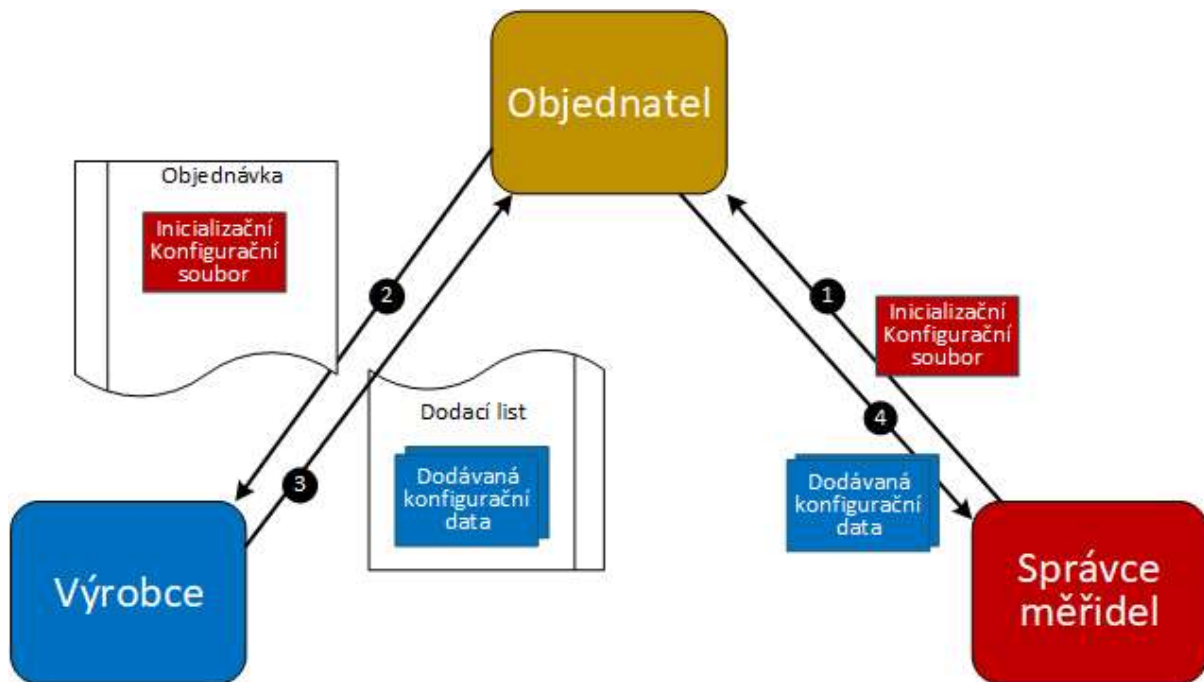 Objednatel
Objednávka
Inicializační
Konfigurační
soubor
2
1
Inicializační
Konfigurační
soubor
Dodací list
4
3
Dodávaná
konfigurační
data
Dodávaná
konfigurační
data
Výrobce
Správce
měřidel